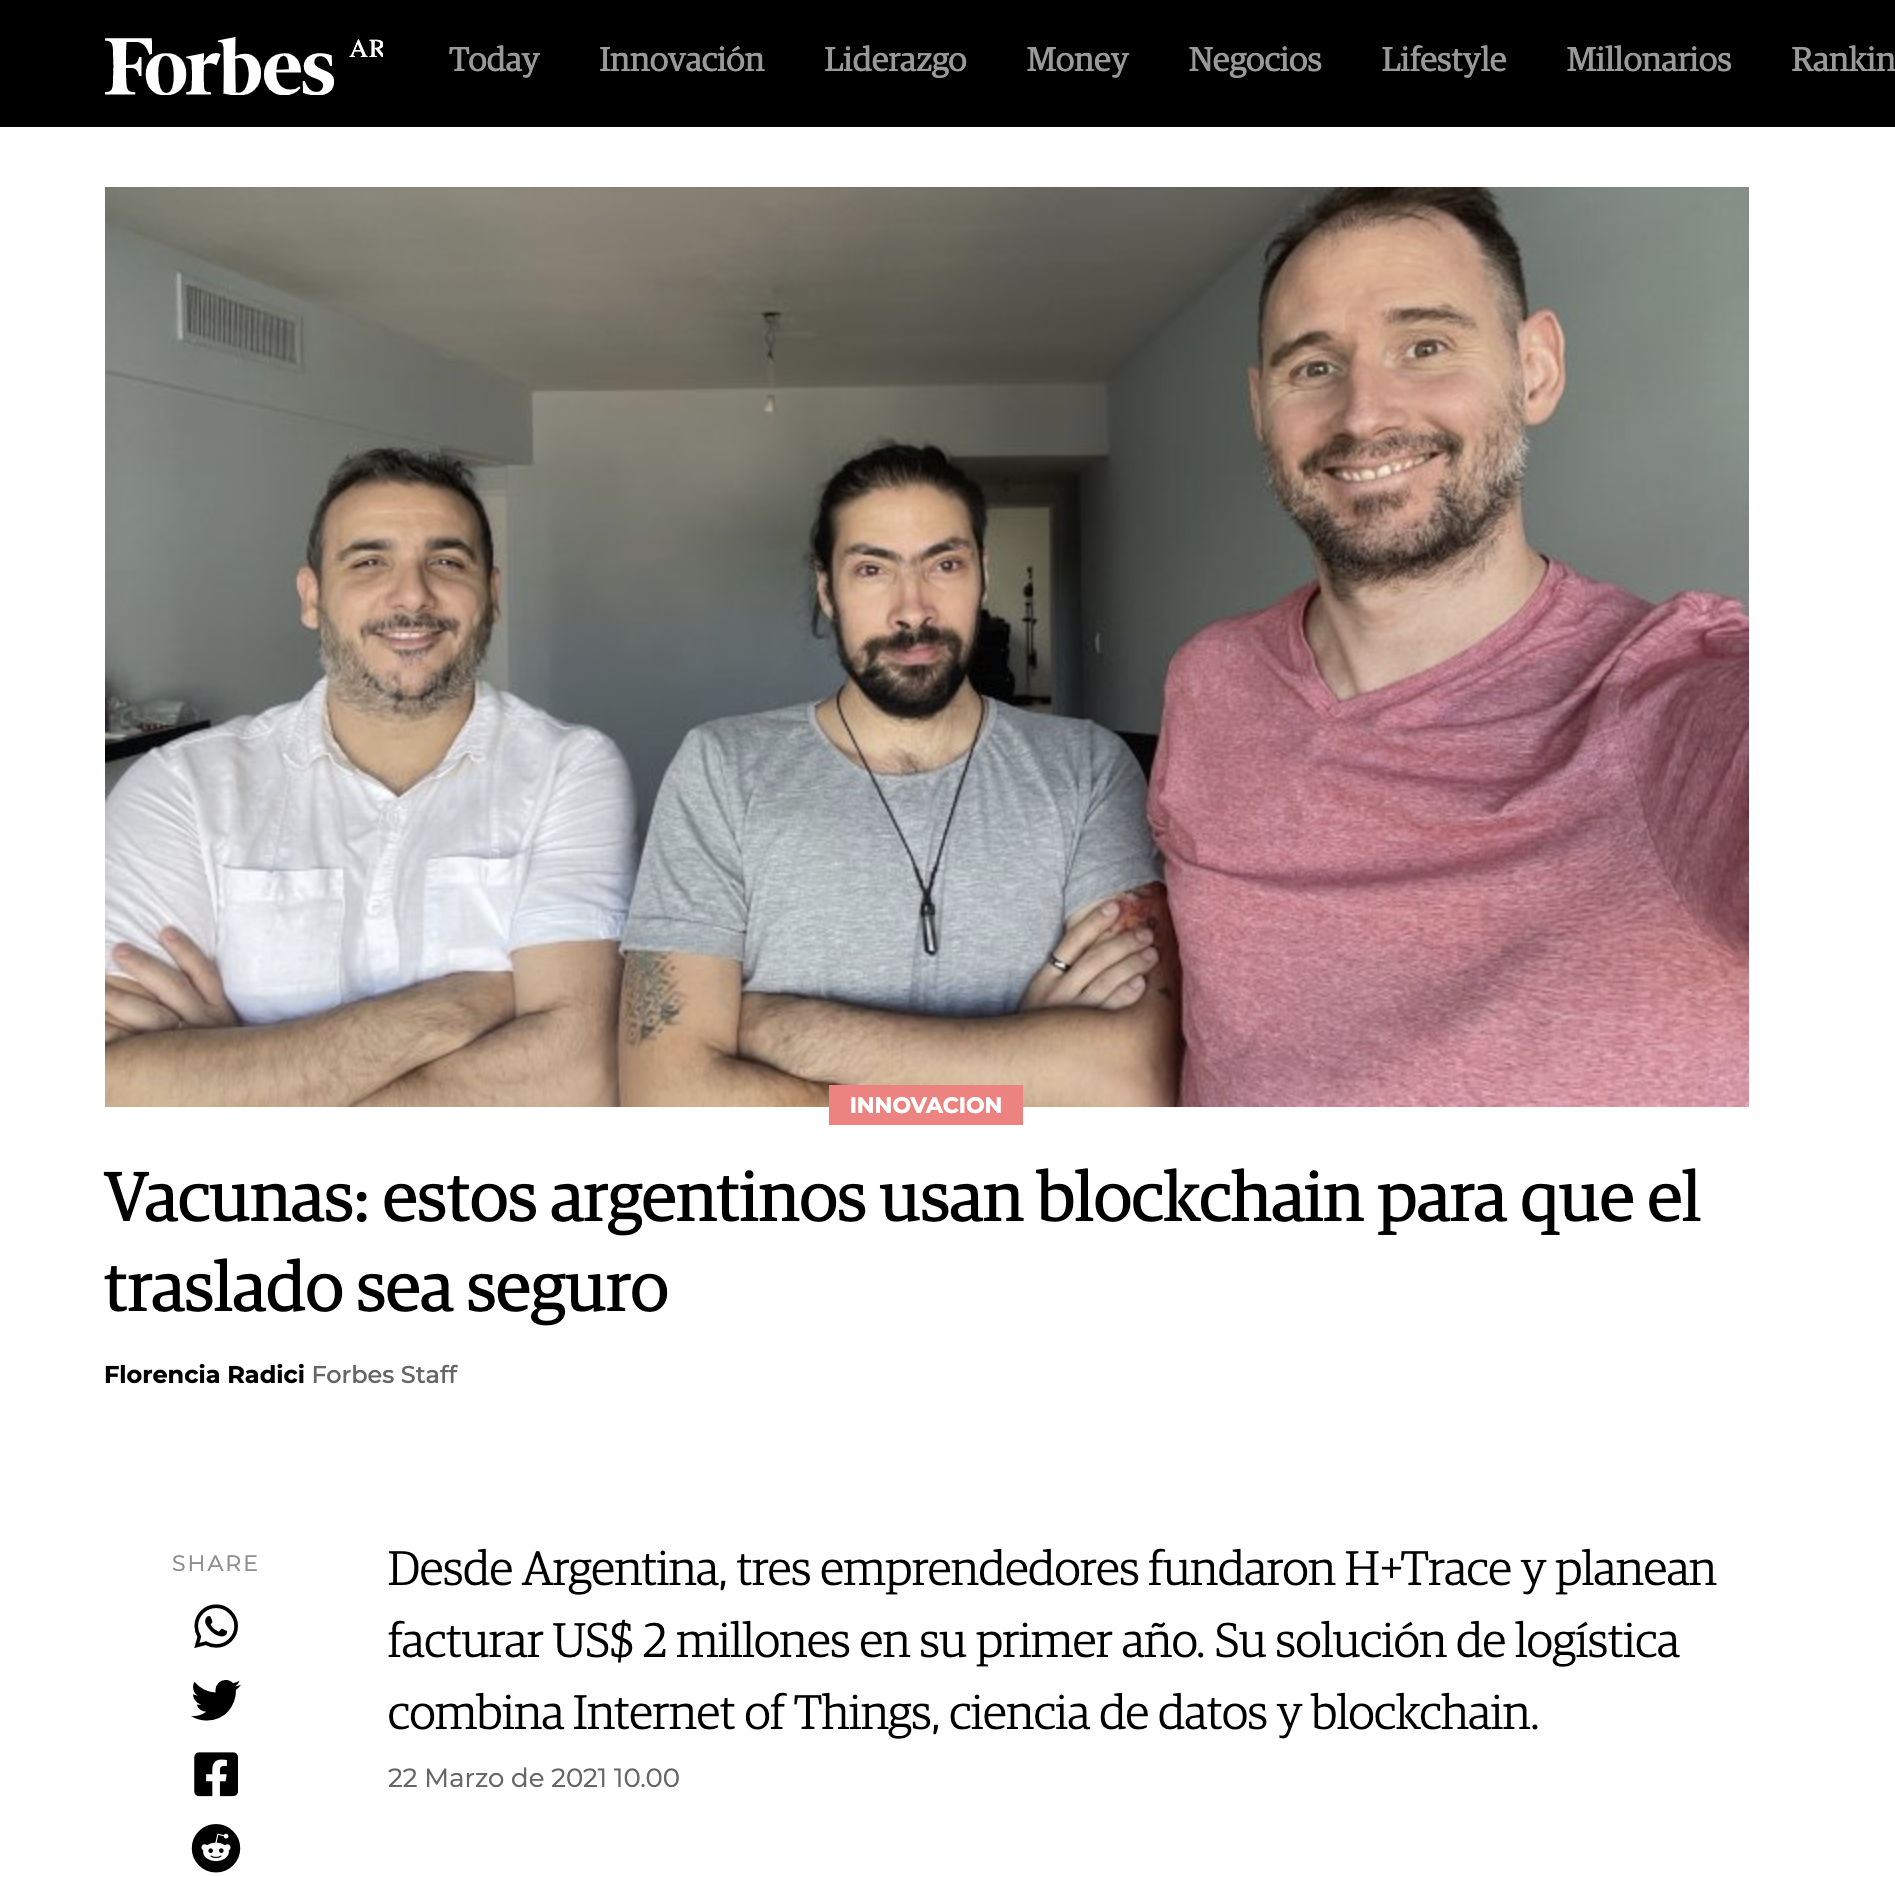 Forbes AR Today Innovación Liderazgo Money Negocios Lifestyle Millonarios Rankin
INNOVACION
Vacunas: estos argentinos usan blockchain para que el
traslado sea seguro
Florencia Radici Forbes Staff
SHARE
Desde Argentina, tres emprendedores fundaron H+Trace y planean
facturar US$ 2 millones en su primer año. Su solución de logística
combina Internet of Things, ciencia de datos y blockchain.
22 Marzo de 2021 10.00